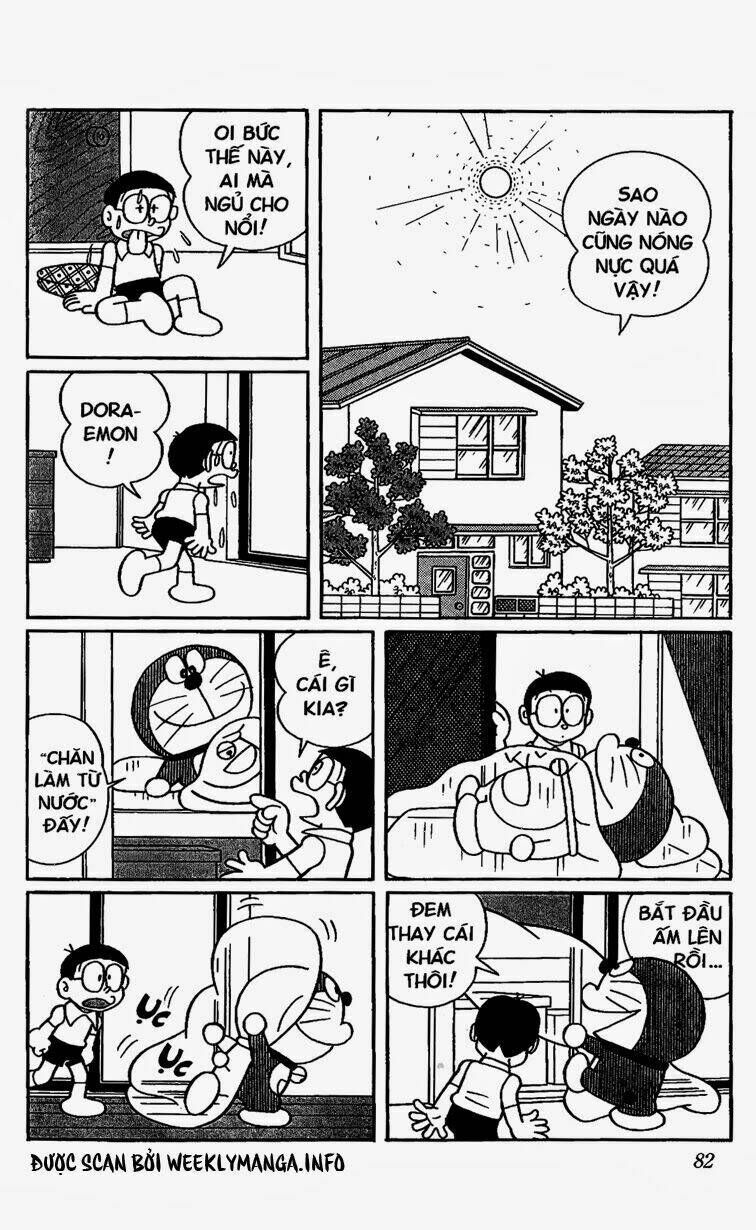 SAO
NGÀY NÀO
CŨNG NÓNG
NỰC QUÁ
VẬY!
OI BỨC
THẾ NÀY,
AI MÀ
NGỦ CHO
NỔI!
DORA-
EMON
!
Ê,
CÁI GÌ
KIA?
“CHĂN
LÀM TỪ
NƯỚC”
ĐẤY!
BẮT ĐẦU
ẤM LÊN
RỒI...
ĐEM
THAY CÁI
KHÁC
THÔI!
ỤC
ỤC
ĐƯỢC SCAN BỞI WEEKLYMANGA.INFO
82